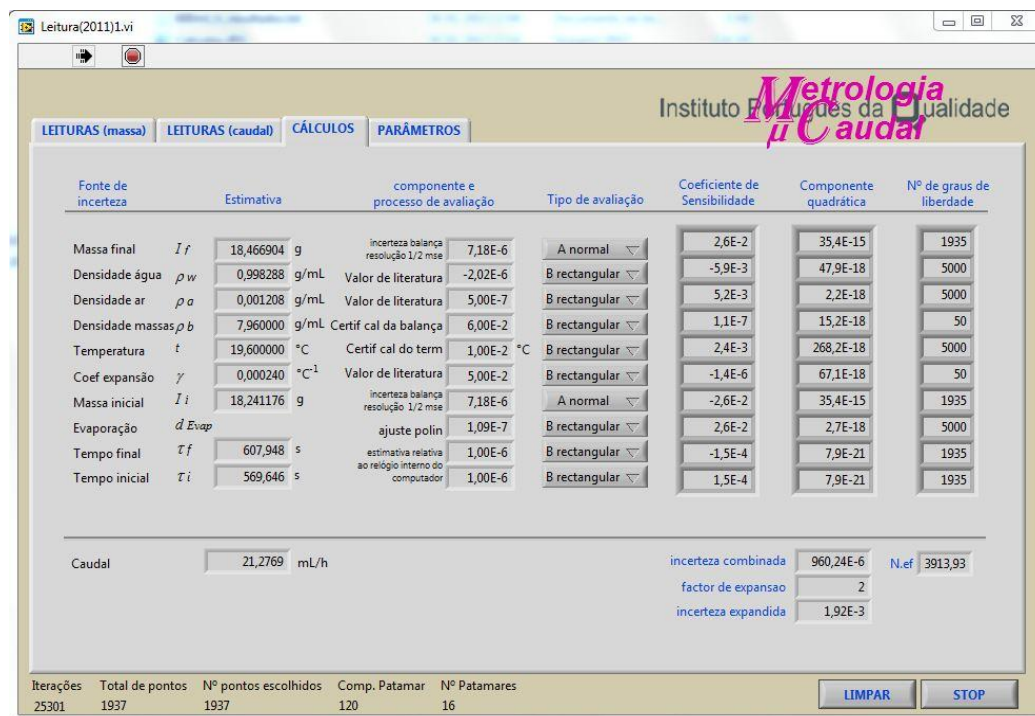 Leitura(2011)1.vi
Metrologia
Instituto Português da Qualidade
μ Caudal
LEITURAS (massa) LEITURAS (caudal) CÁLCULOS PARÂMETROS
Fonte de incerteza Estimativa componente e processo de avaliação Tipo de avaliação Coeficiente de Sensibilidade Componente quadrática Nº de graus de liberdade
Massa final I f 18,466904 g incerteza balança resolução 1/2 mse 7,18E-6 A normal 2,6E-2 35,4E-15 1935
Densidade água ρ w 0,998288 g/mL Valor de literatura -2,02E-6 B rectangular -5,9E-3 47,9E-18 5000
Densidade ar ρ a 0,001208 g/mL Valor de literatura 5,00E-7 B rectangular 5,2E-3 2,2E-18 5000
Densidade massas ρ b 7,960000 g/mL Certif cal da balança 6,00E-2 B rectangular 1,1E-7 15,2E-18 50
Temperatura t 19,600000 °C Certif cal do term 1,00E-2 °C B rectangular 2,4E-3 268,2E-18 5000
Coef expansão γ 0,000240 °C-1 Valor de literatura 5,00E-2 B rectangular -1,4E-6 67,1E-18 50
Massa inicial I i 18,241176 g incerteza balança resolução 1/2 mse 7,18E-6 A normal -2,6E-2 35,4E-15 1935
Evaporação d Evap ajuste polin 1,09E-7 B rectangular 2,6E-2 2,7E-18 5000
Tempo final τ f 607,948 s estimativa relativa ao relógio interno do computador 1,00E-6 B rectangular -1,5E-4 7,9E-21 1935
Tempo inicial τ i 569,646 s 1,00E-6 B rectangular 1,5E-4 7,9E-21 1935
Caudal 21,2769 mL/h incerteza combinada 960,24E-6 N.ef 3913,93
factor de expansao 2
incerteza expandida 1,92E-3
Iterações Total de pontos Nº pontos escolhidos Comp. Patamar Nº Patamares
25301 1937 1937 120 16
LIMPAR STOP